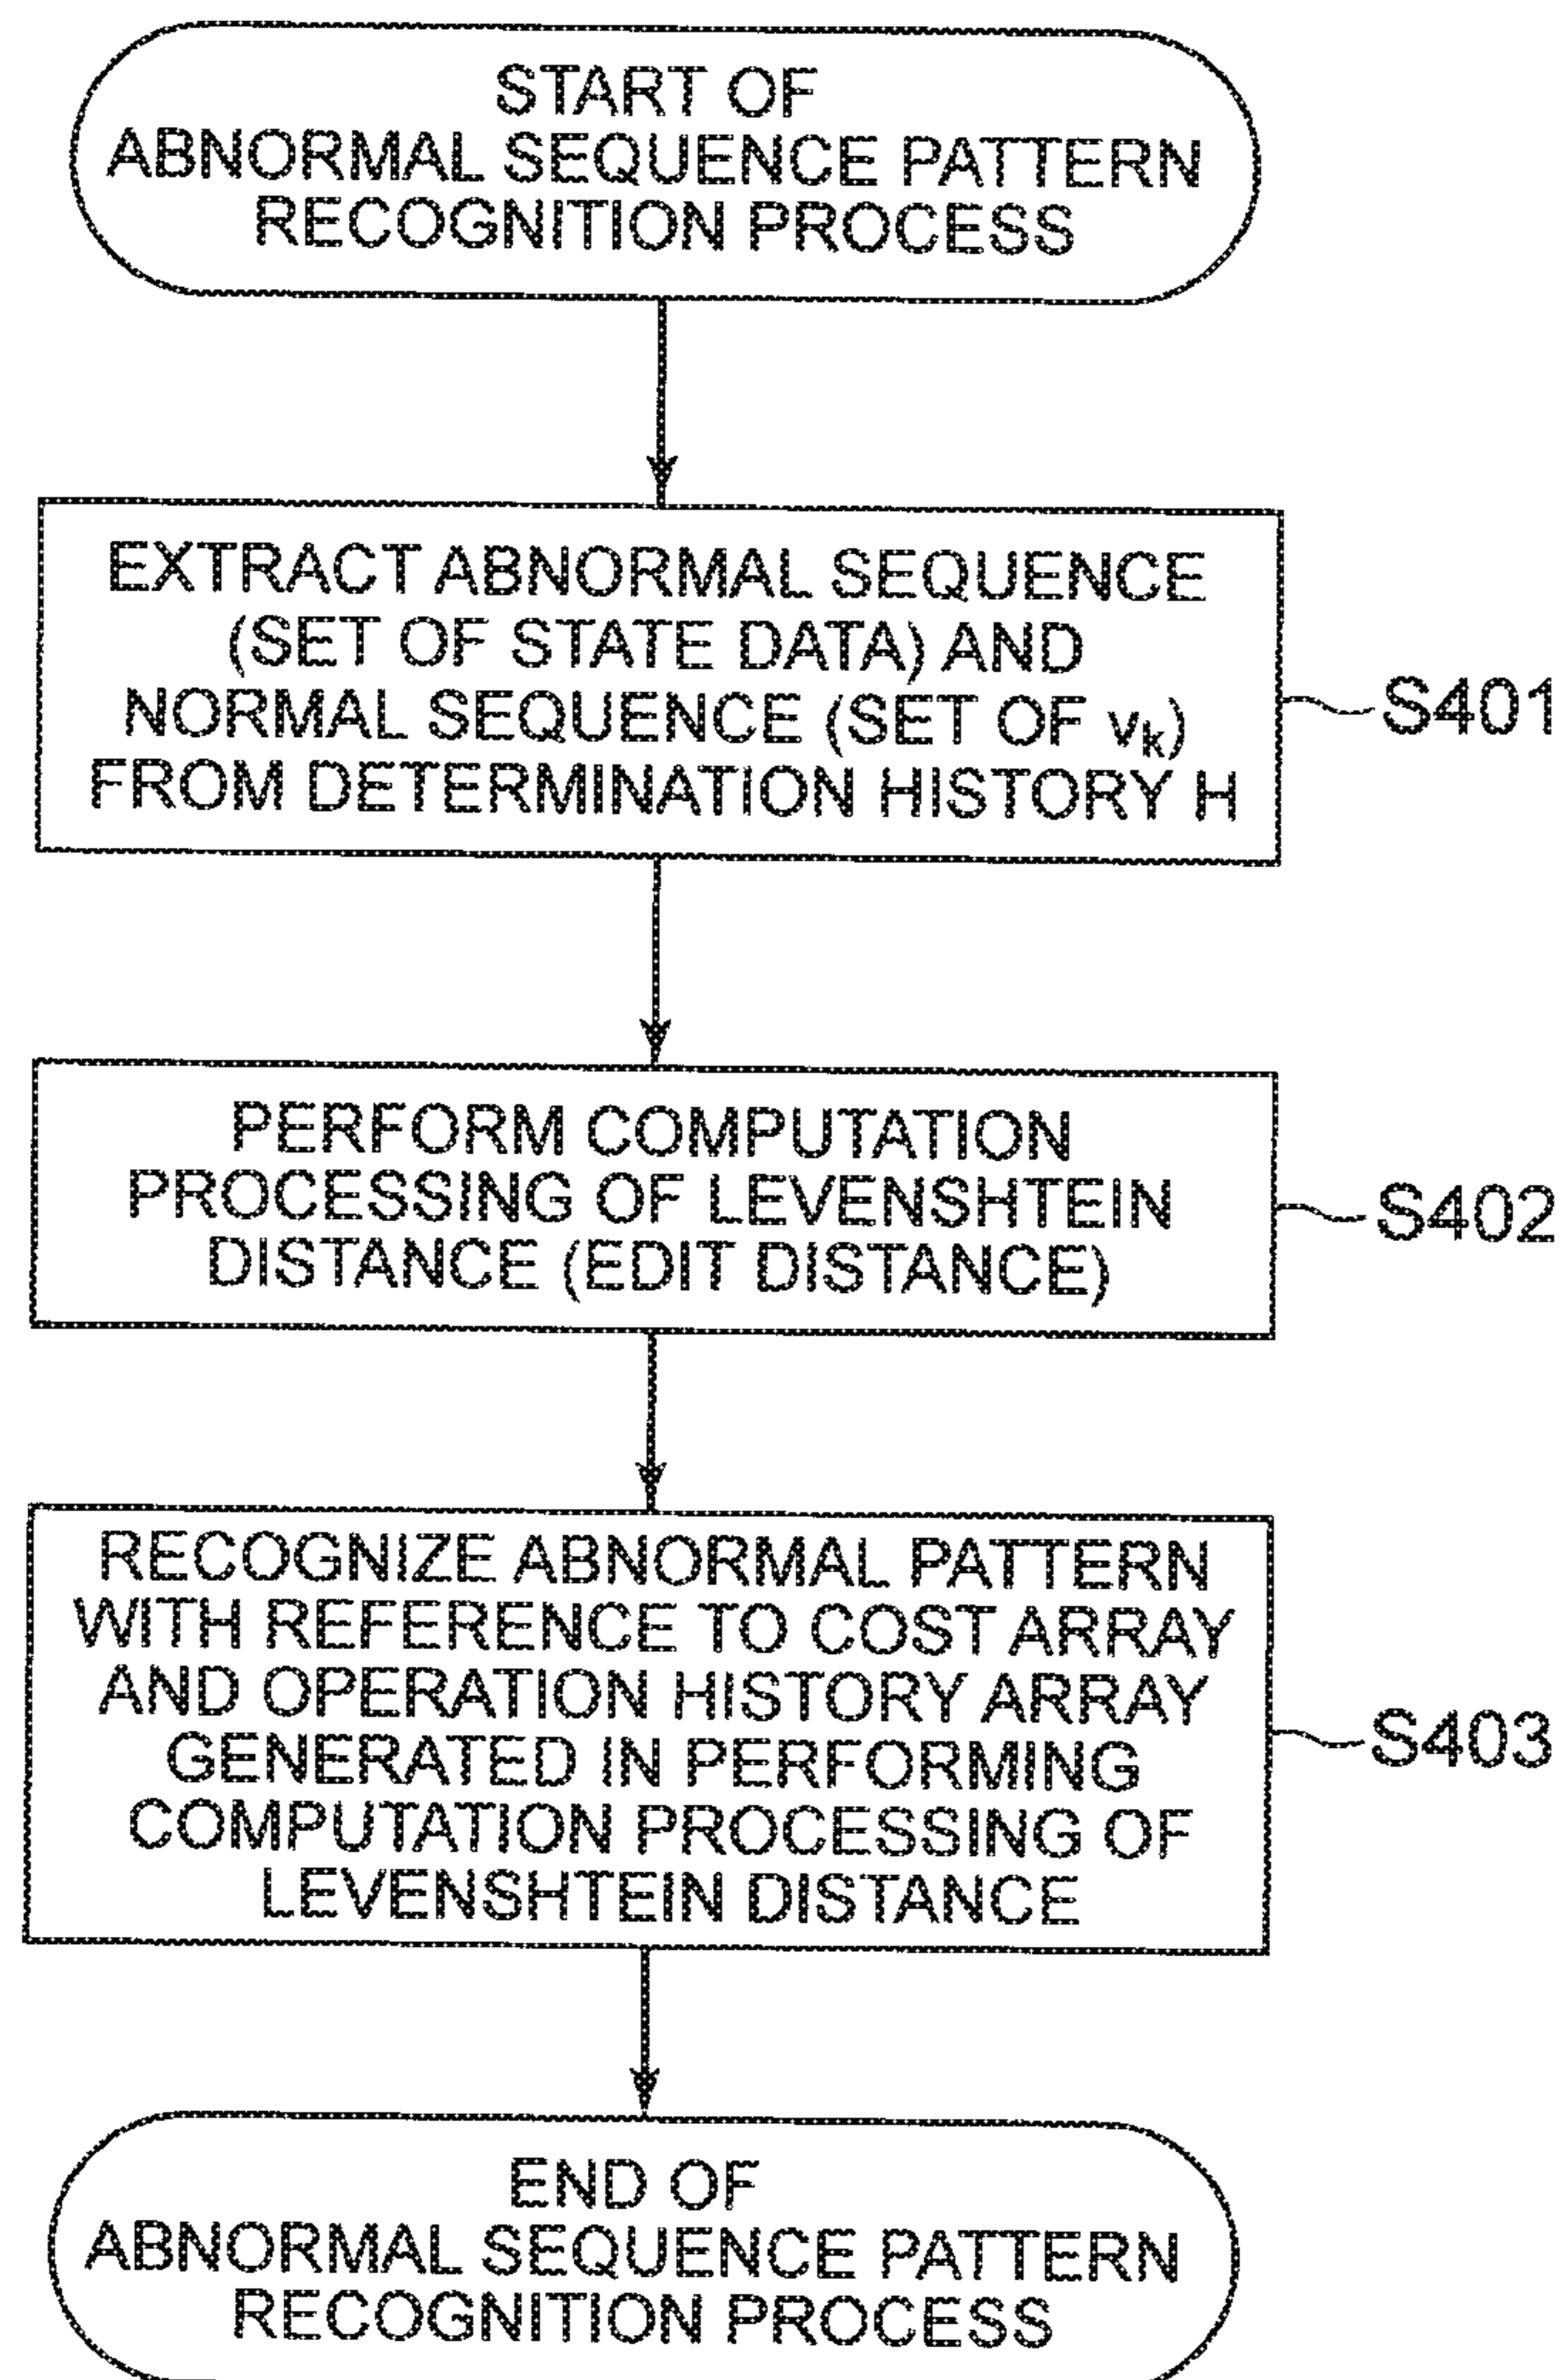 START OF
ABNORMAL SEQUENCE PATTERN
RECOGNITION PROCESS
EXTRACT ABNORMAL SEQUENCE
(SET OF STATE DATA) AND
NORMAL SEQUENCE (SET OF vk)
FROM DETERMINATION HISTORY H
S401
PERFORM COMPUTATION
PROCESSING OF LEVENSHTEIN
DISTANCE (EDIT DISTANCE)
S402
RECOGNIZE ABNORMAL PATTERN
WITH REFERENCE TO COST ARRAY
AND OPERATION HISTORY ARRAY
GENERATED IN PERFORMING
COMPUTATION PROCESSING OF
LEVENSHTEIN DISTANCE
S403
END OF
ABNORMAL SEQUENCE PATTERN
RECOGNITION PROCESS